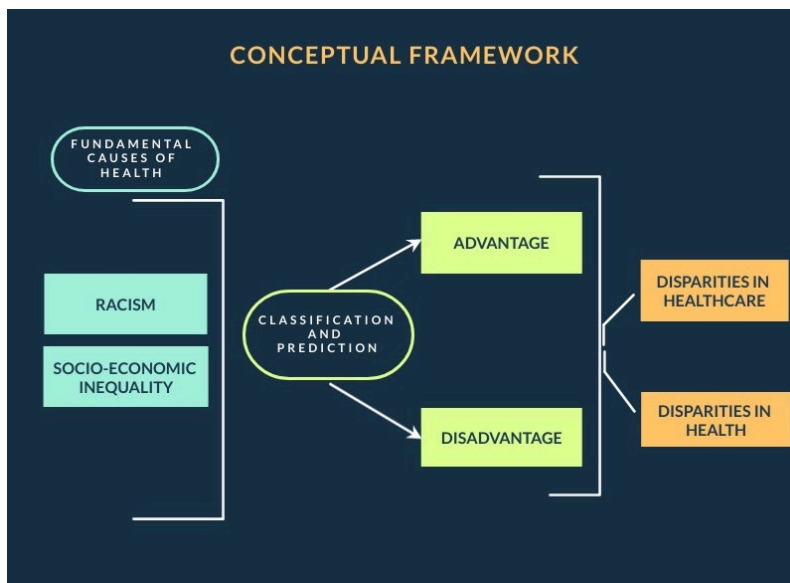 CONCEPTUAL FRAMEWORK
FUNDAMENTAL
CAUSES OF
HEALTH
RACISM
SOCIO-ECONOMIC
INEQUALITY
CLASSIFICATION
AND
PREDICTION
ADVANTAGE
DISADVANTAGE
DISPARITIES IN
HEALTHCARE
DISPARITIES IN
HEALTH